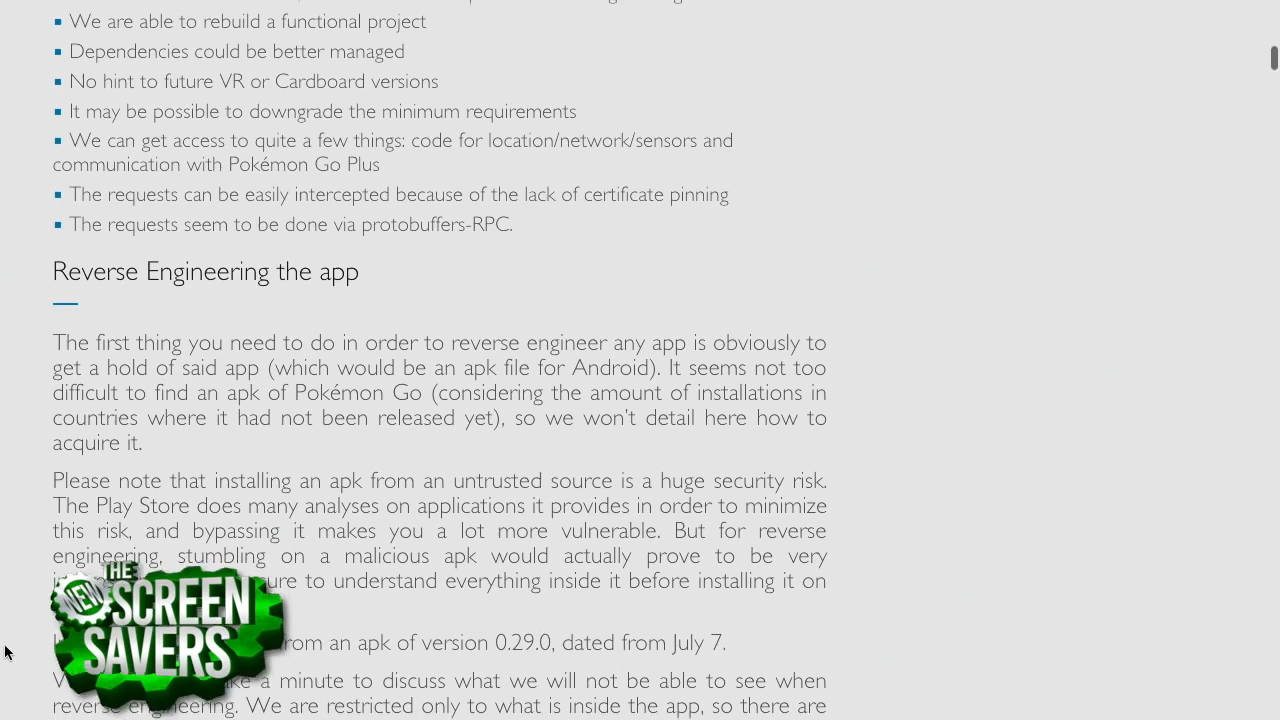 We are able to rebuild a functional project
Dependencies could be better managed
No hint to future VR or Cardboard versions
It may be possible to downgrade the minimum requirements
We can get access to quite a few things: code for location/network/sensors and
communication with Pokémon Go Plus
The requests can be easily intercepted because of the lack of certificate pinning
The requests seem to be done via protobuffers-RPC.
Reverse Engineering the app
The first thing you need to do in order to reverse engineer any app is obviously to
get a hold of said app (which would be an apk file for Android). It seems not too
difficult to find an apk of Pokémon Go (considering the amount of installations in
countries where it had not been released yet), so we won't detail here how to
acquire it.
Please note that installing an apk from an untrusted source is a huge security risk.
The Play Store does many analyses on applications it provides in order to minimize
this risk, and bypassing it makes you a lot more vulnerable. But for reverse
engineering, stumbling on a malicious apk would actually prove to be very
to understand everything inside it before installing it on
from an apk of version 0.29.0, dated from July 7.
a minute to discuss what we will not be able to see when
reverse engineering. We are restricted only to what is inside the app, so there are
THE
NEW
SCREEN
SAVERS